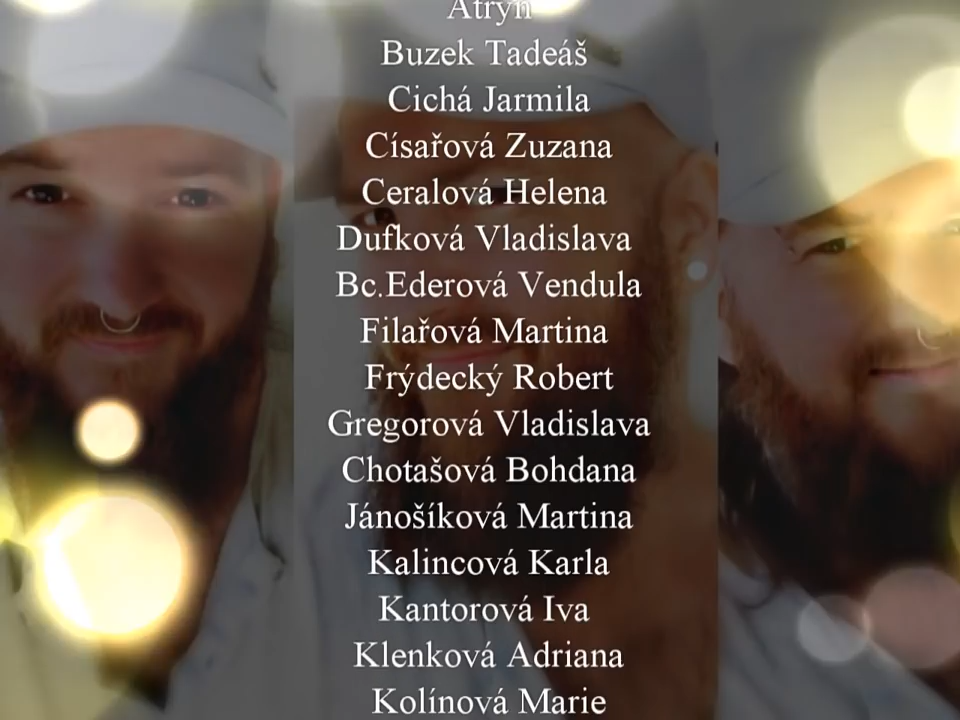 Atryn
Buzek Tadeáš
Cichá Jarmila
Císařová Zuzana
Ceralová Helena
Dufková Vladislava
Bc.Ederová Vendula
Filařová Martina
Frýdecký Robert
Gregorová Vladislava
Chotašová Bohdana
Jánošíková Martina
Kalincová Karla
Kantorová Iva
Klenková Adriana
Kolínová Marie